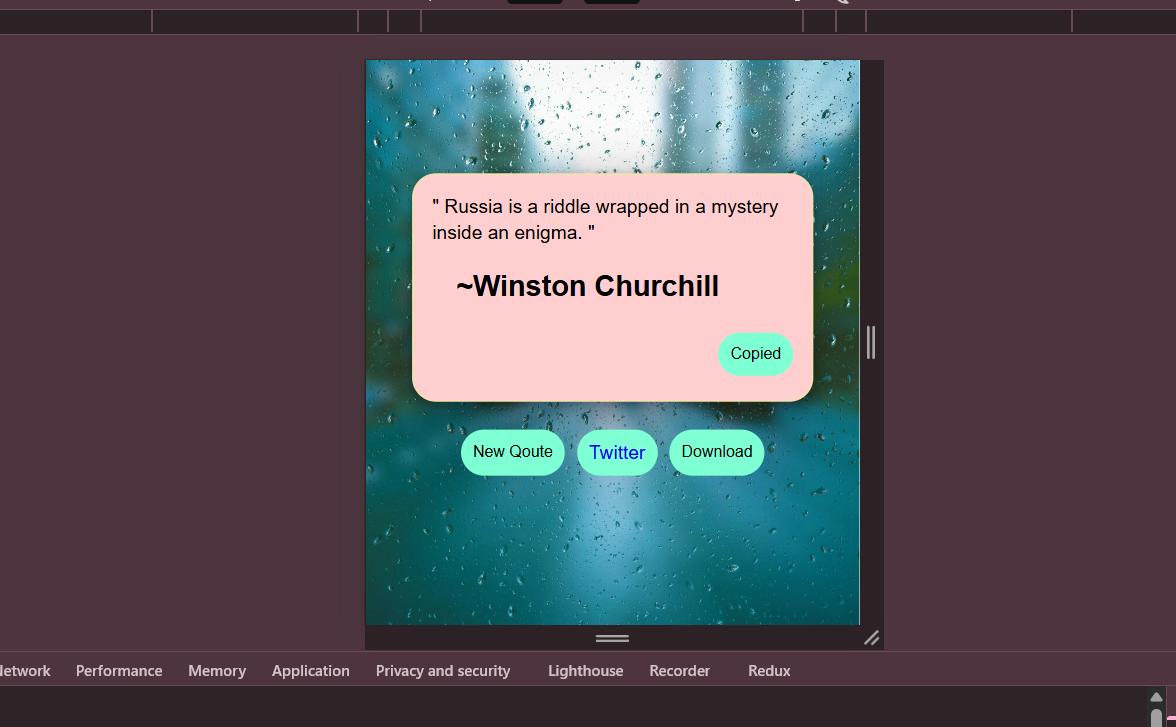 " Russia is a riddle wrapped in a mystery
inside an enigma. "
~Winston Churchill
Copied
New Qoute Twitter Download
Performance Memory Application Privacy and security Lighthouse Recorder Redux